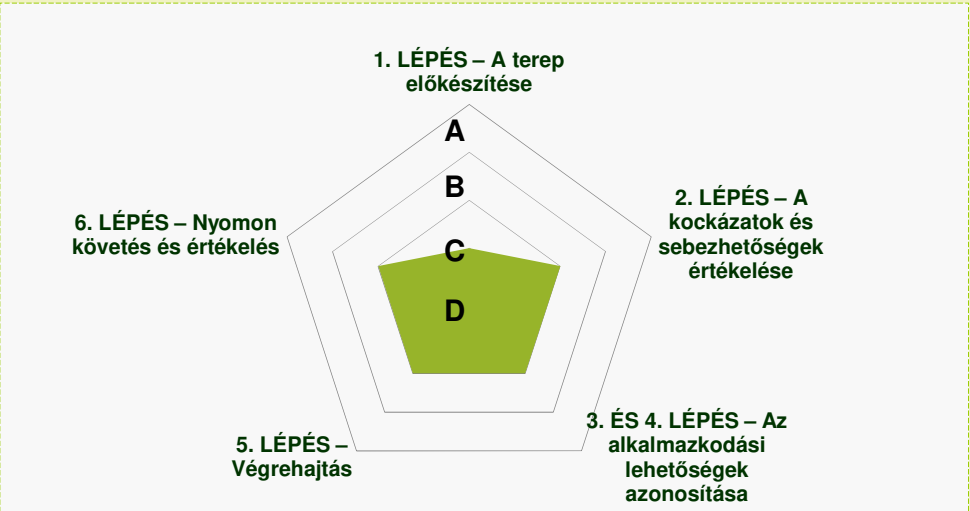 1. LÉPÉS – A terep
előkészítése
A
B
C
D
2. LÉPÉS – A
kockázatok és
sebezhetőségek
értékelése
3. ÉS 4. LÉPÉS – Az
alkalmazkodási
lehetőségek
azonosítása
5. LÉPÉS –
Végrehajtás
6. LÉPÉS – Nyomon
követés és értékelés